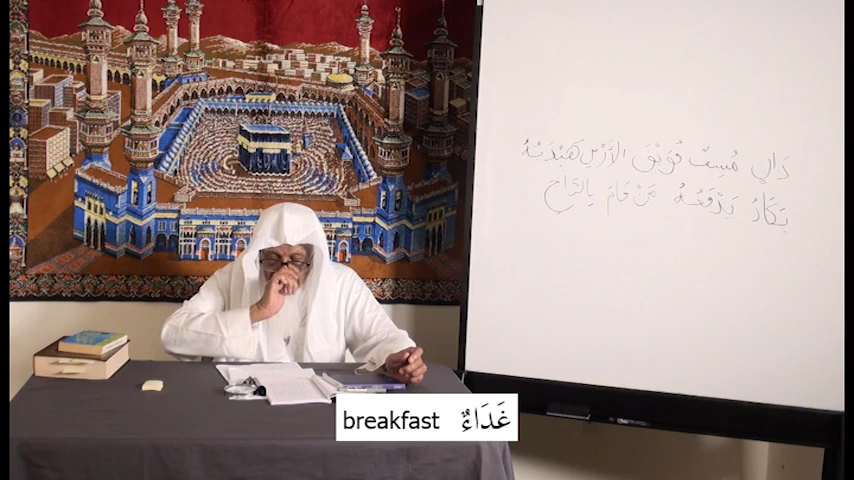 دَانٍ مُسِفٌّ فُوَيْقَ الأَرْضِ هَيْدَبُهُ
يَكَادُ يَدْفَعُهُ مَنْ قَامَ بِالرَّاحِ
breakfast غَدَاءٌ